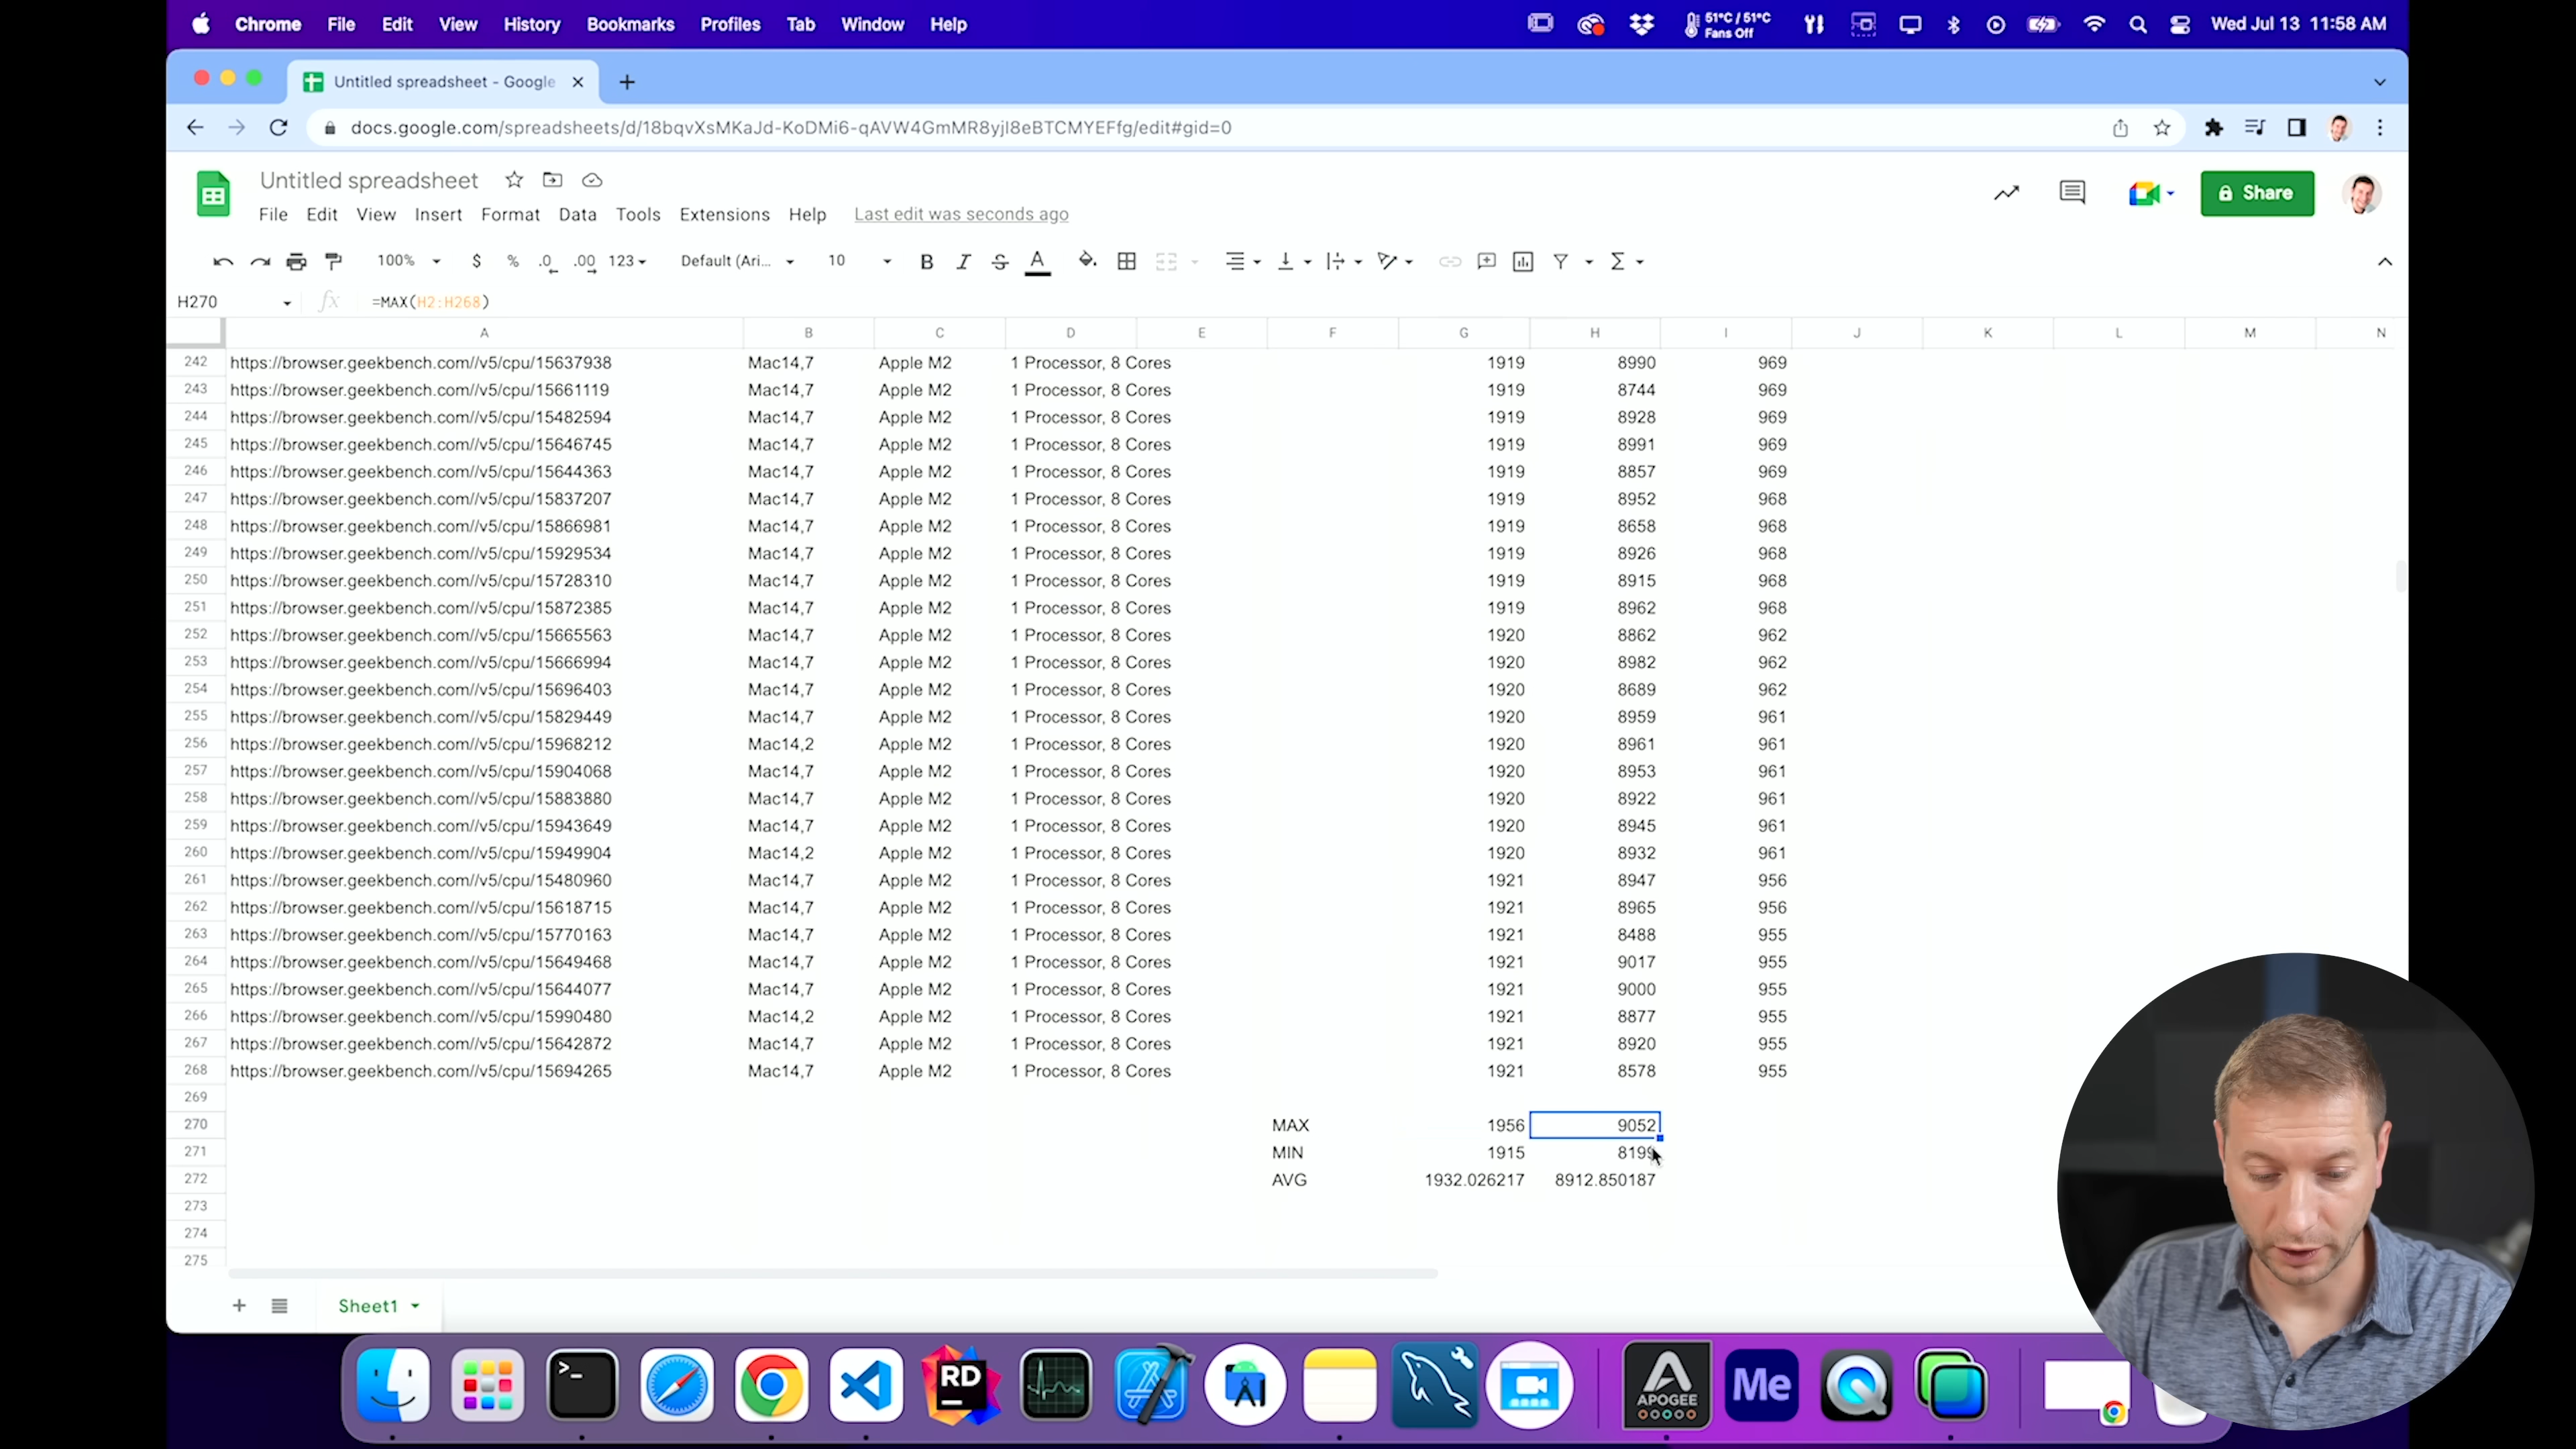 Chrome File Edit View History Bookmarks Profiles Tab Window Help 51°C / 51°C Fans Off Wed Jul 13 11:58 AM
Untitled spreadsheet - Google
docs.google.com/spreadsheets/d/18bqvXsMKaJd-KoDMi6-qAVW4GmMR8yjI8eBTCMYEFfg/edit#gid=0
Untitled spreadsheet
File Edit View Insert Format Data Tools Extensions Help Last edit was seconds ago Share
100% $ % .0 .00 123 Default (Ari... 10 B I S A Σ
H270 fx =MAX(H2:H268)
A B C D E F G H I J K L M N
242 https://browser.geekbench.com//v5/cpu/15637938 Mac14,7 Apple M2 1 Processor, 8 Cores 1919 8990 969
243 https://browser.geekbench.com//v5/cpu/15661119 Mac14,7 Apple M2 1 Processor, 8 Cores 1919 8744 969
244 https://browser.geekbench.com//v5/cpu/15482594 Mac14,7 Apple M2 1 Processor, 8 Cores 1919 8928 969
245 https://browser.geekbench.com//v5/cpu/15646745 Mac14,7 Apple M2 1 Processor, 8 Cores 1919 8991 969
246 https://browser.geekbench.com//v5/cpu/15644363 Mac14,7 Apple M2 1 Processor, 8 Cores 1919 8857 969
247 https://browser.geekbench.com//v5/cpu/15837207 Mac14,7 Apple M2 1 Processor, 8 Cores 1919 8952 968
248 https://browser.geekbench.com//v5/cpu/15866981 Mac14,7 Apple M2 1 Processor, 8 Cores 1919 8658 968
249 https://browser.geekbench.com//v5/cpu/15929534 Mac14,7 Apple M2 1 Processor, 8 Cores 1919 8926 968
250 https://browser.geekbench.com//v5/cpu/15728310 Mac14,7 Apple M2 1 Processor, 8 Cores 1919 8915 968
251 https://browser.geekbench.com//v5/cpu/15872385 Mac14,7 Apple M2 1 Processor, 8 Cores 1919 8962 968
252 https://browser.geekbench.com//v5/cpu/15665563 Mac14,7 Apple M2 1 Processor, 8 Cores 1920 8862 962
253 https://browser.geekbench.com//v5/cpu/15666994 Mac14,7 Apple M2 1 Processor, 8 Cores 1920 8982 962
254 https://browser.geekbench.com//v5/cpu/15696403 Mac14,7 Apple M2 1 Processor, 8 Cores 1920 8689 962
255 https://browser.geekbench.com//v5/cpu/15829449 Mac14,7 Apple M2 1 Processor, 8 Cores 1920 8959 961
256 https://browser.geekbench.com//v5/cpu/15968212 Mac14,2 Apple M2 1 Processor, 8 Cores 1920 8961 961
257 https://browser.geekbench.com//v5/cpu/15904068 Mac14,7 Apple M2 1 Processor, 8 Cores 1920 8953 961
258 https://browser.geekbench.com//v5/cpu/15883880 Mac14,7 Apple M2 1 Processor, 8 Cores 1920 8922 961
259 https://browser.geekbench.com//v5/cpu/15943649 Mac14,7 Apple M2 1 Processor, 8 Cores 1920 8945 961
260 https://browser.geekbench.com//v5/cpu/15949904 Mac14,2 Apple M2 1 Processor, 8 Cores 1920 8932 961
261 https://browser.geekbench.com//v5/cpu/15480960 Mac14,7 Apple M2 1 Processor, 8 Cores 1921 8947 956
262 https://browser.geekbench.com//v5/cpu/15618715 Mac14,7 Apple M2 1 Processor, 8 Cores 1921 8965 956
263 https://browser.geekbench.com//v5/cpu/15770163 Mac14,7 Apple M2 1 Processor, 8 Cores 1921 8488 955
264 https://browser.geekbench.com//v5/cpu/15649468 Mac14,7 Apple M2 1 Processor, 8 Cores 1921 9017 955
265 https://browser.geekbench.com//v5/cpu/15644077 Mac14,7 Apple M2 1 Processor, 8 Cores 1921 9000 955
266 https://browser.geekbench.com//v5/cpu/15990480 Mac14,2 Apple M2 1 Processor, 8 Cores 1921 8877 955
267 https://browser.geekbench.com//v5/cpu/15642872 Mac14,7 Apple M2 1 Processor, 8 Cores 1921 8920 955
268 https://browser.geekbench.com//v5/cpu/15694265 Mac14,7 Apple M2 1 Processor, 8 Cores 1921 8578 955
269
270 MAX 1956 9052
271 MIN 1915 8199
272 AVG 1932.026217 8912.850187
273
274
275
Sheet1
RD APOGEE Me